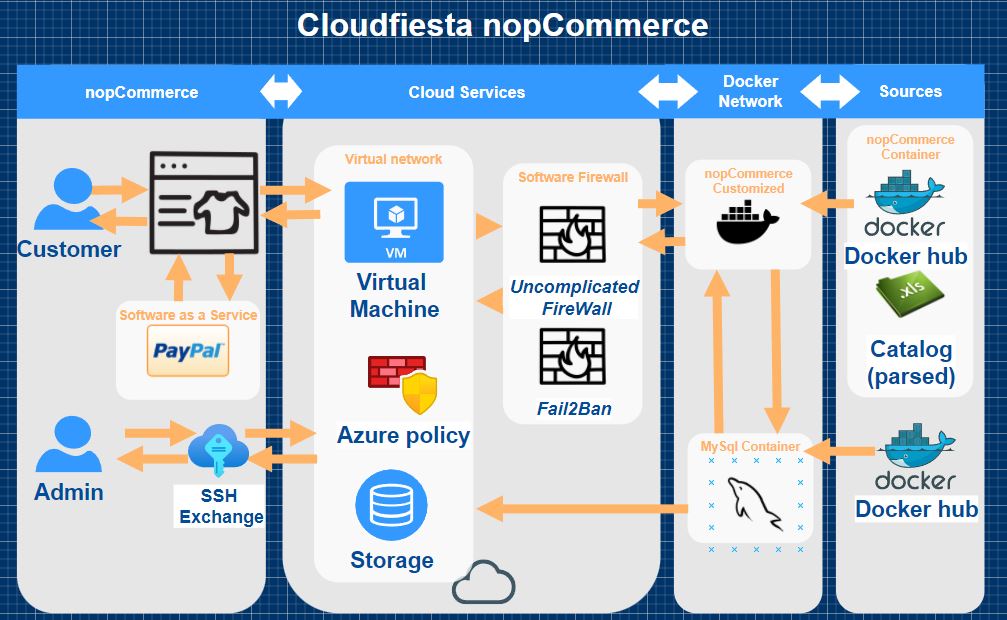 Cloudfiesta nopCommerce
nopCommerce
Cloud Services
Docker
Network
Sources
Customer
Software as a Service
PayPal™
Admin
SSH
Exchange
Virtual network
VM
Virtual
Machine
Azure policy
Storage
Software Firewall
Uncomplicated
FireWall
Fail2Ban
nopCommerce
Customized
MySql Container
nopCommerce
Container
docker
Docker hub
.xls
Catalog
(parsed)
docker
Docker hub